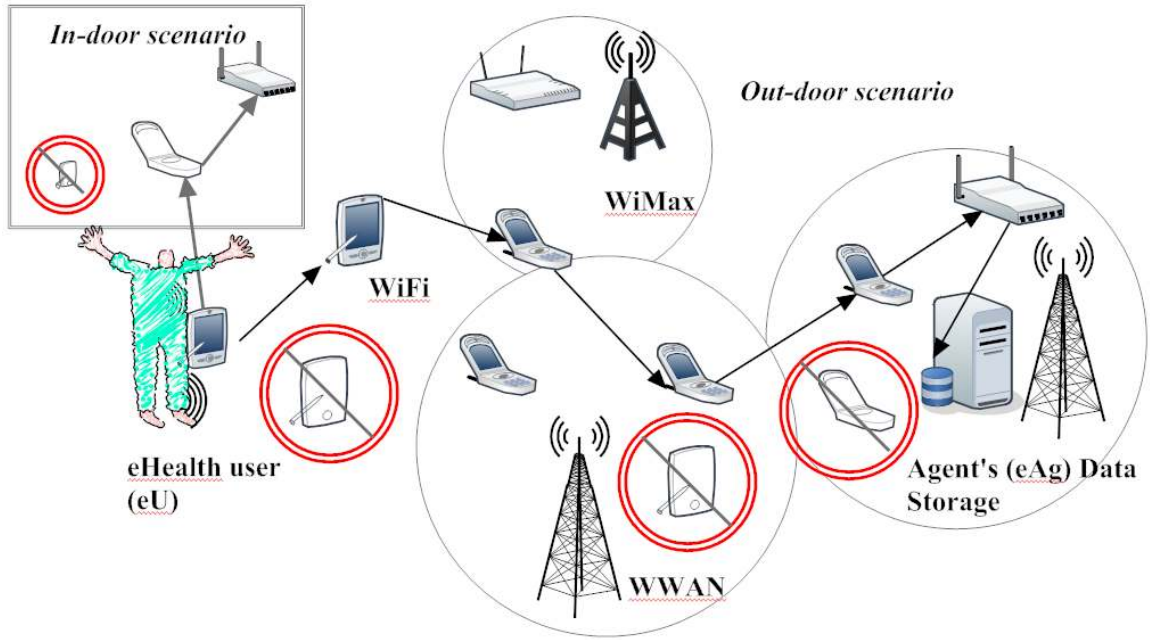 In-door scenario
Out-door scenario
WiMax
WiFi
eHealth user
(eU)
Agent's (eAg) Data
Storage
WWAN